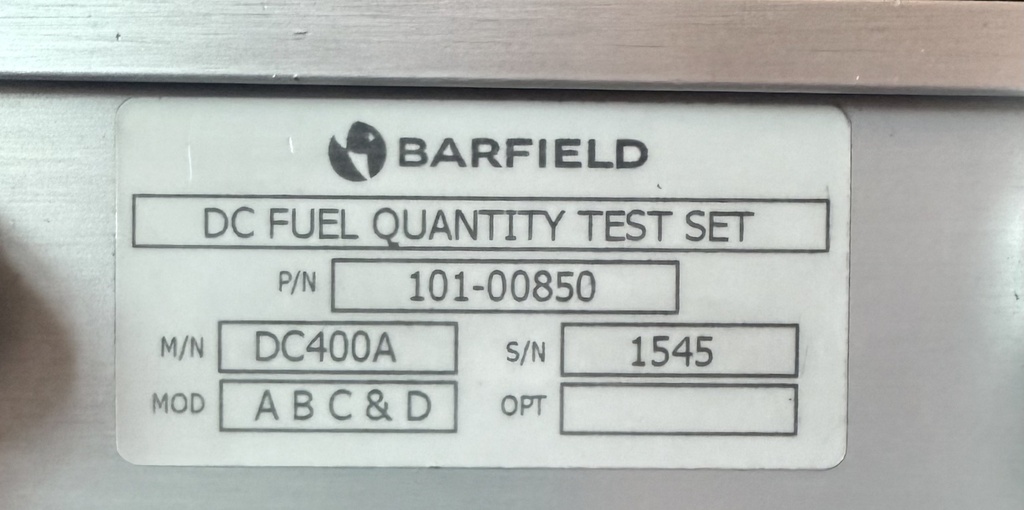 BARFIELD
DC FUEL QUANTITY TEST SET
P/N 101-00850
M/N DC400A S/N 1545
MOD A B C & D OPT